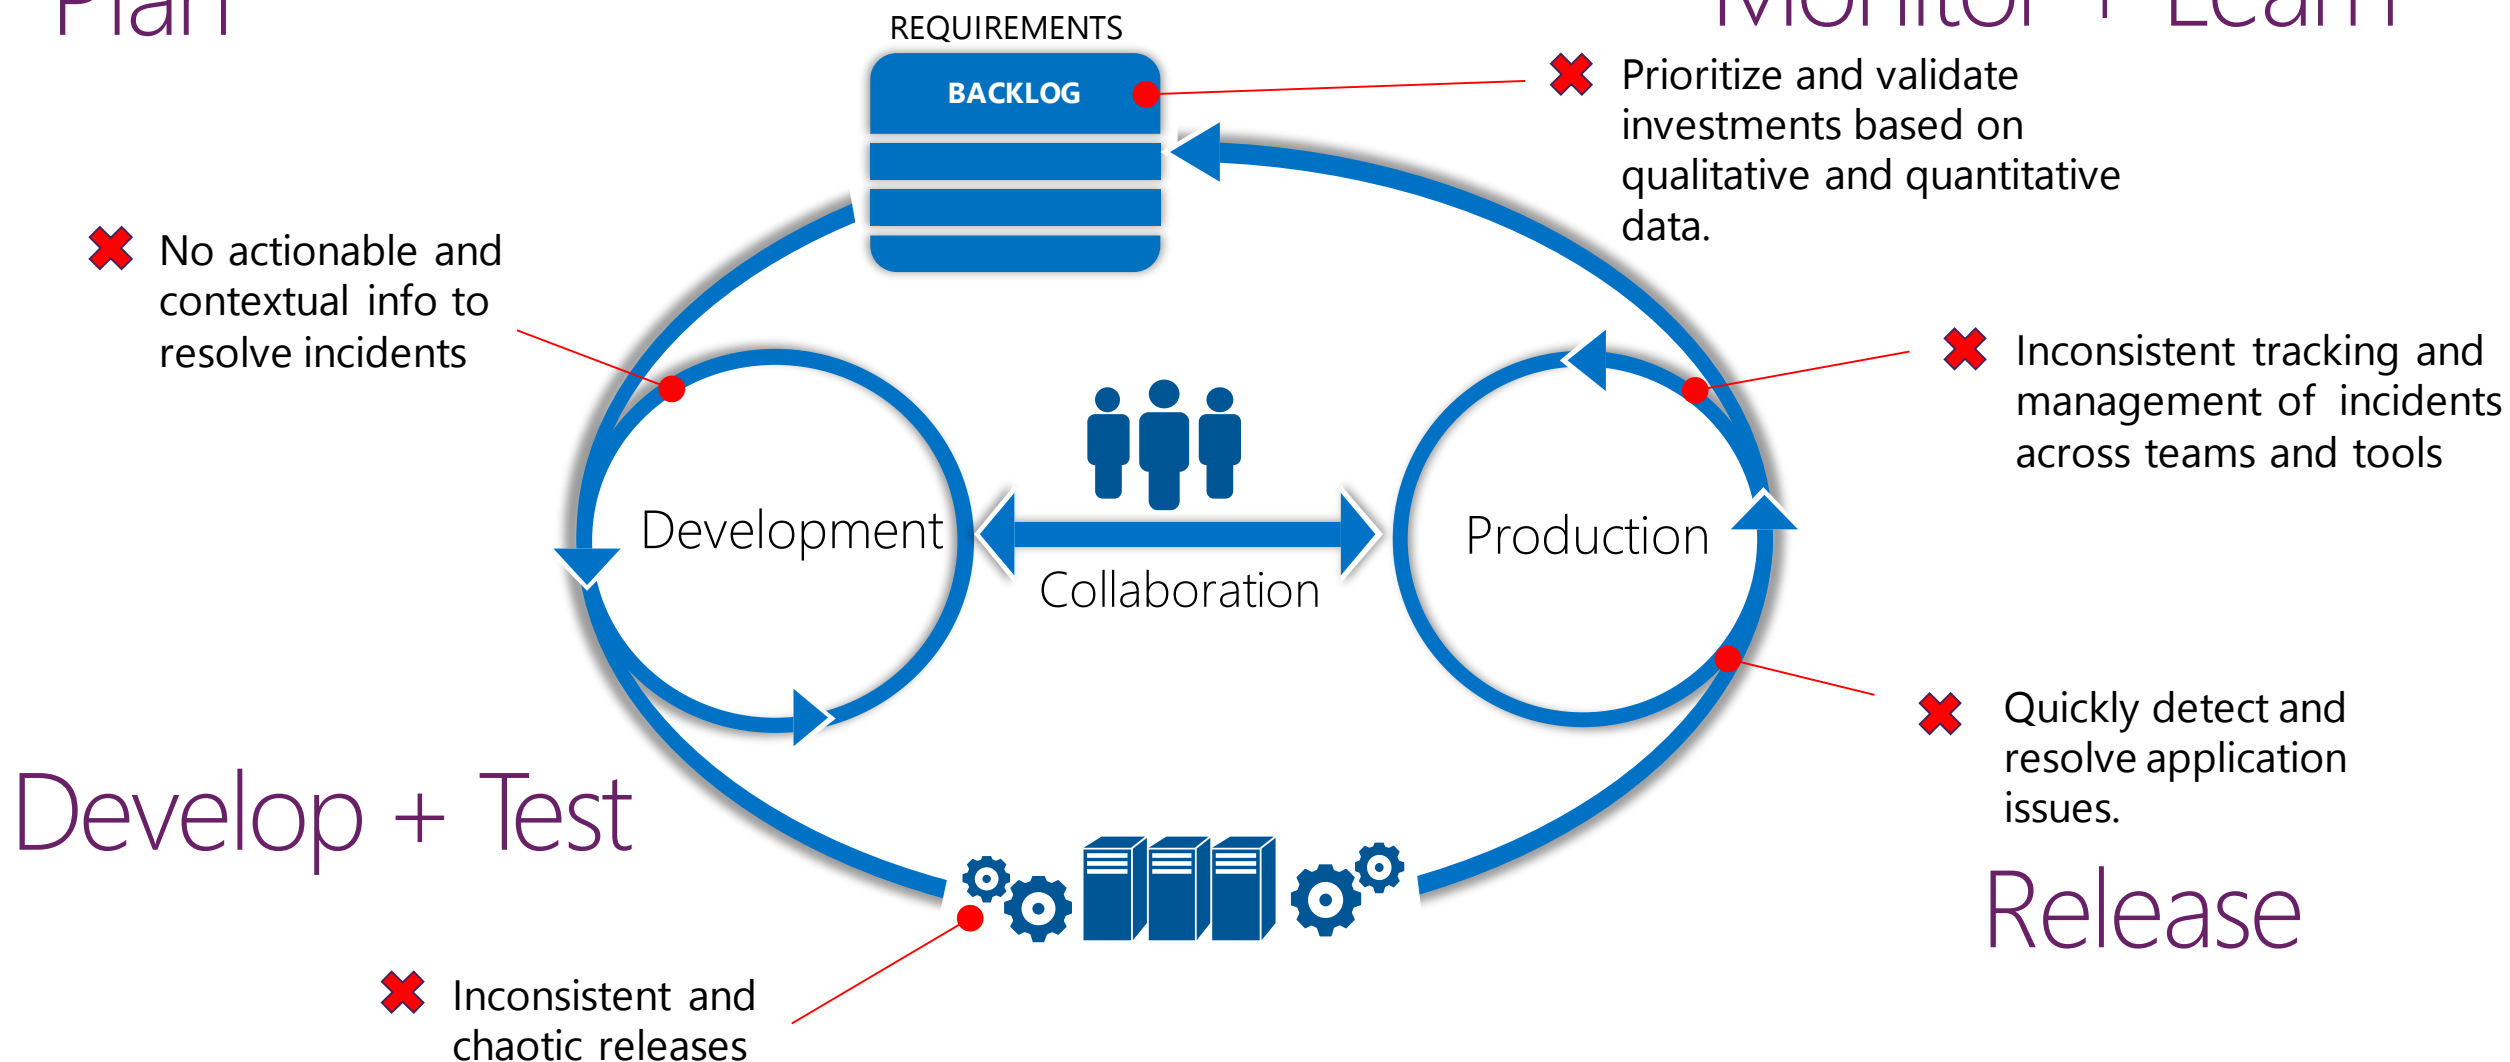 Plan
Monitor + Learn
REQUIREMENTS
BACKLOG
Prioritize and validate
investments based on
qualitative and quantitative
data.
No actionable and
contextual info to
resolve incidents
Inconsistent tracking and
management of incidents
across teams and tools
Development
Production
Collaboration
Quickly detect and
resolve application
issues.
Develop + Test
Release
Inconsistent and
chaotic releases